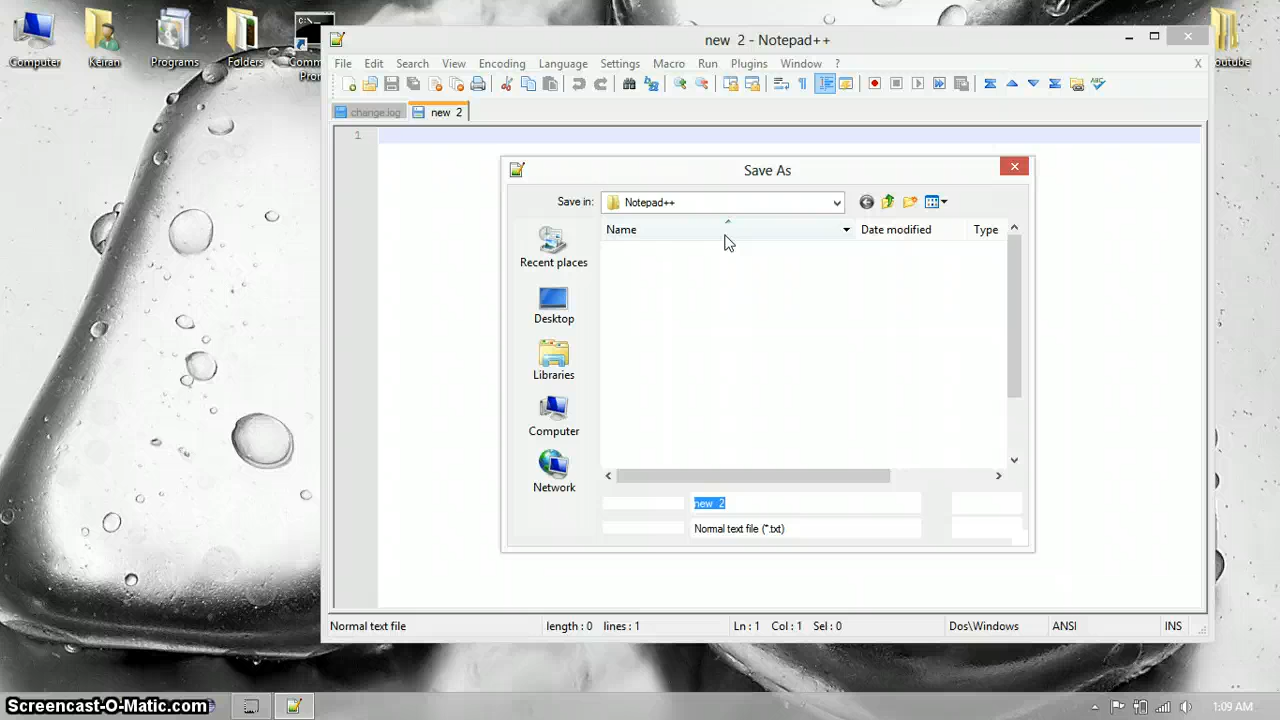 Computer
Keiran
Programs
Folders
new 2 - Notepad++
File Edit Search View Encoding Language Settings Macro Run Plugins Window ? X
change.log
new 2
1
Save As
Save in: Notepad++
Name Date modified Type
Recent places
Desktop
Libraries
Computer
Network
new 2
Normal text file (*.txt)
Normal text file length : 0 lines : 1 Ln : 1 Col : 1 Sel : 0 Dos\Windows ANSI INS
Screencast-O-Matic.com
1:09 AM